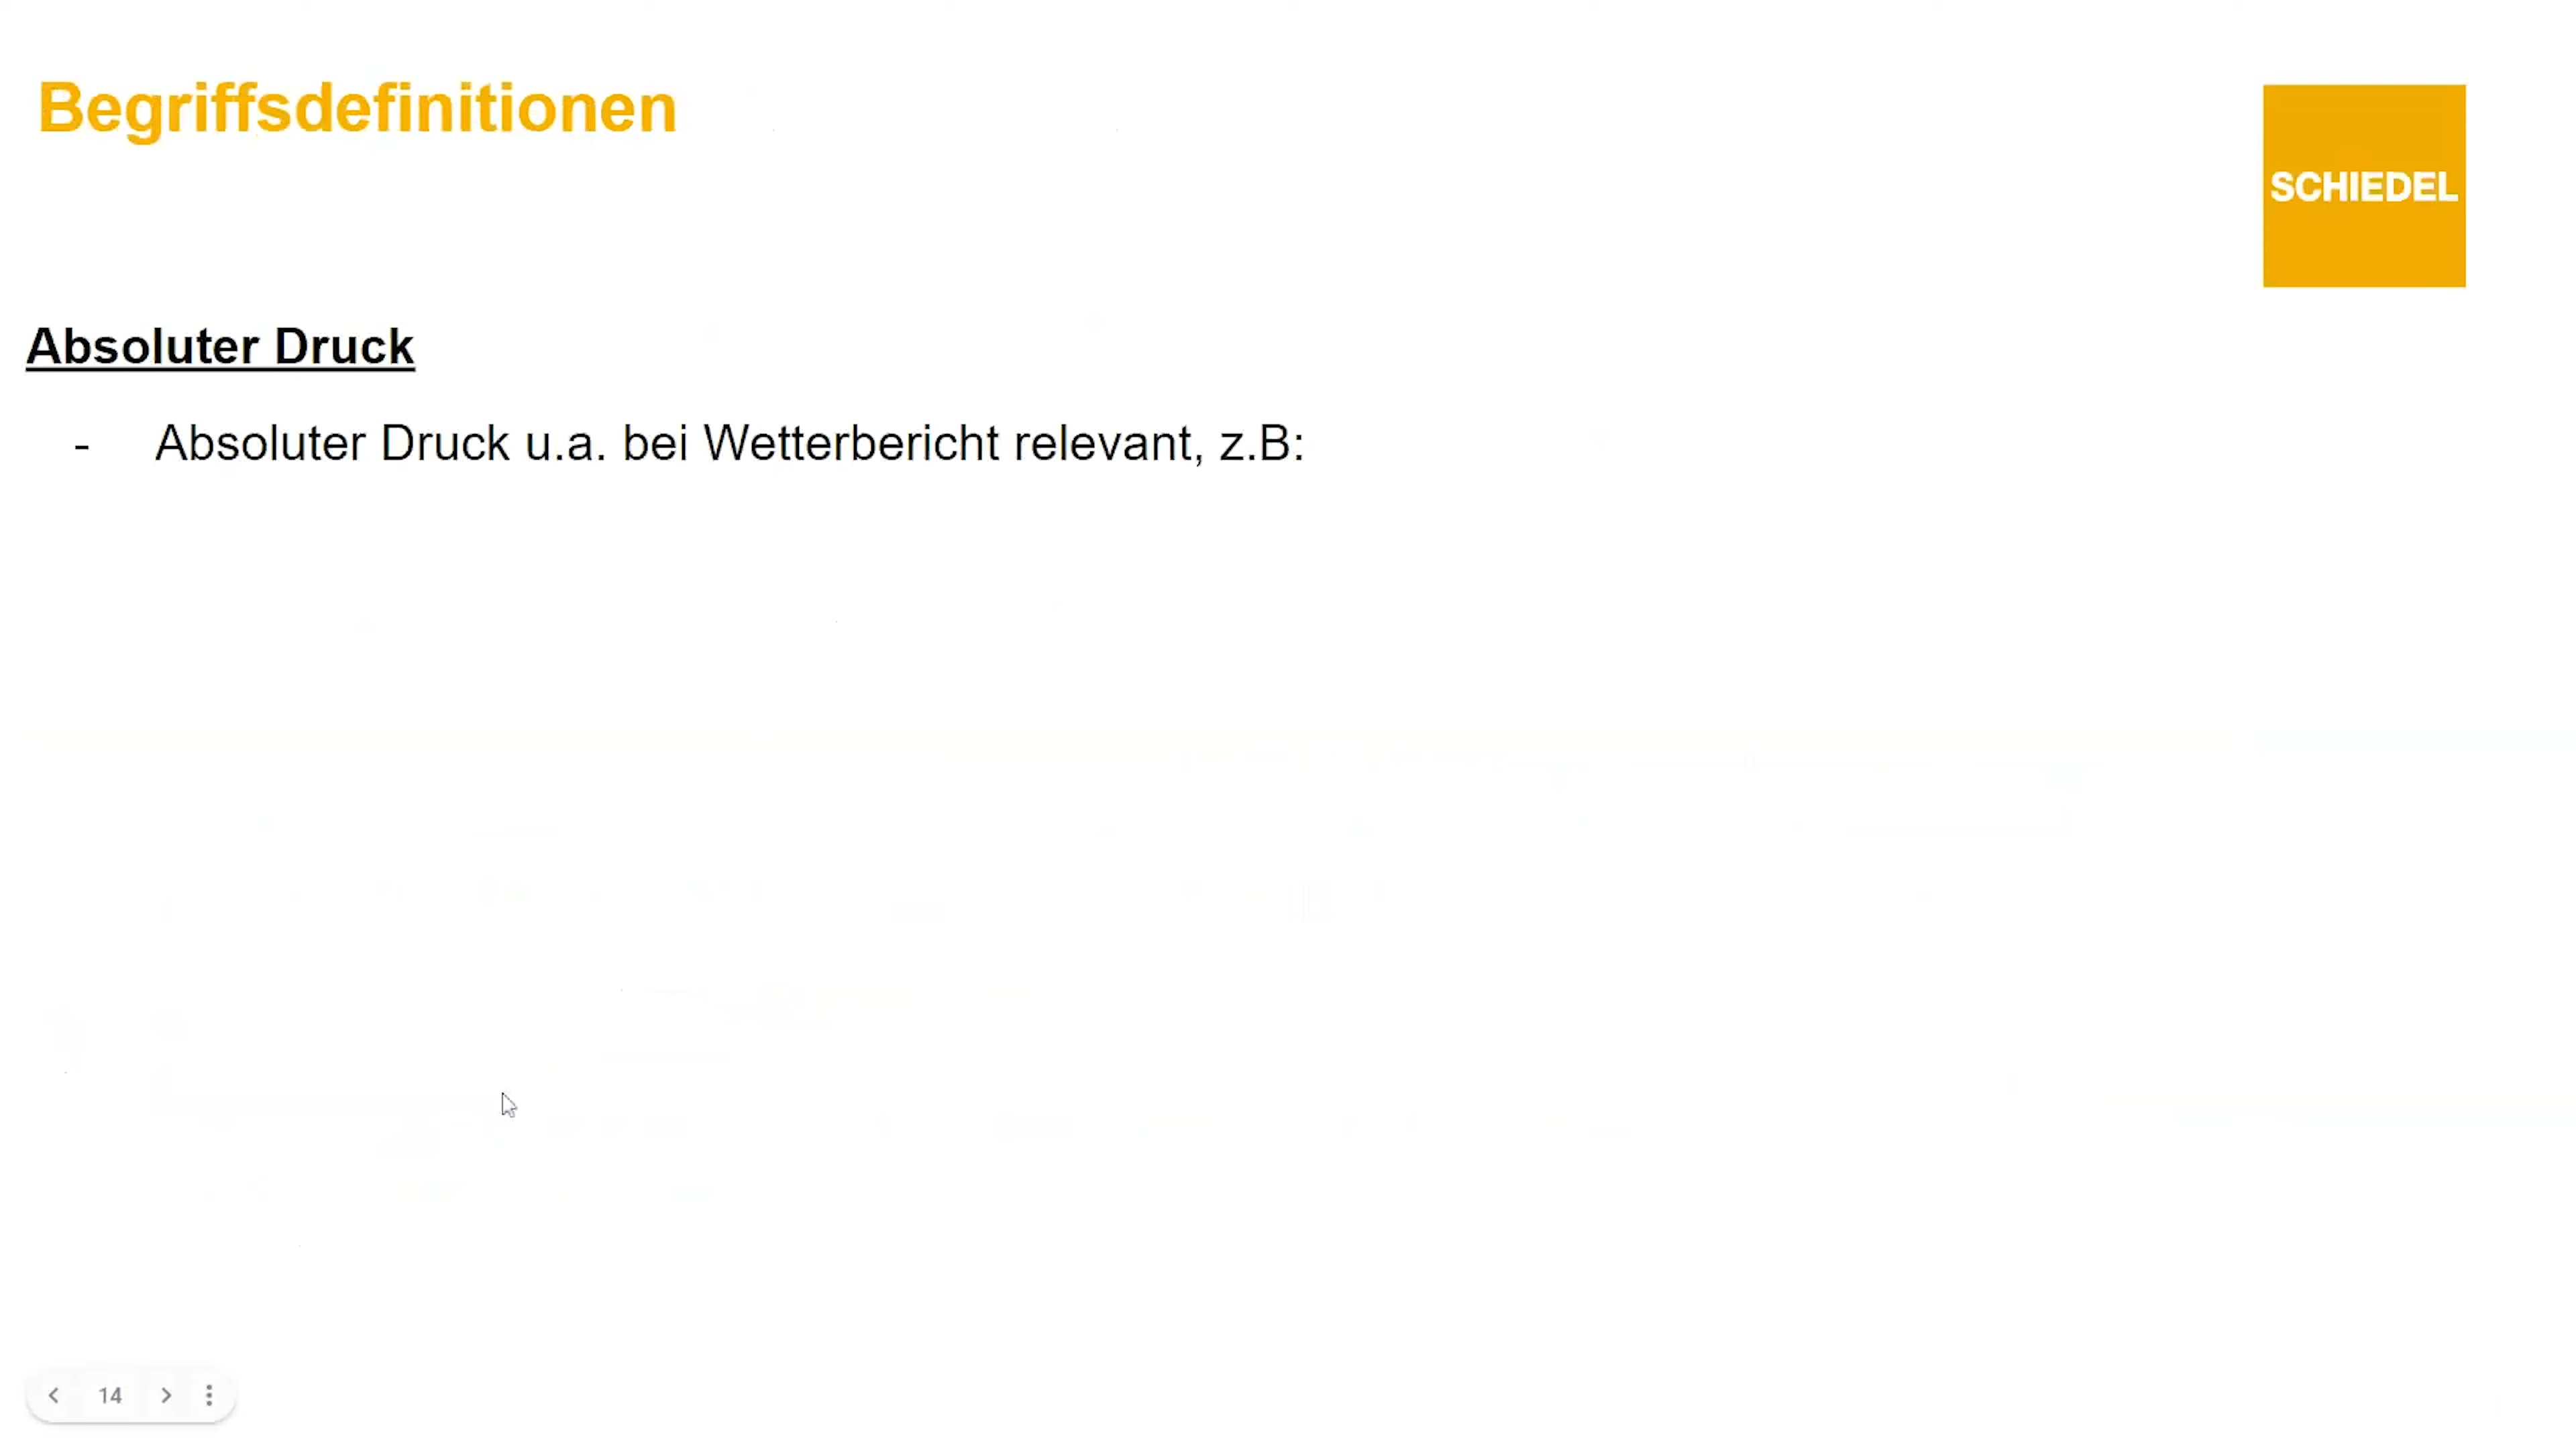 Begriffsdefinitionen
SCHIEDEL
Absoluter Druck
- Absoluter Druck u.a. bei Wetterbericht relevant, z.B:
14